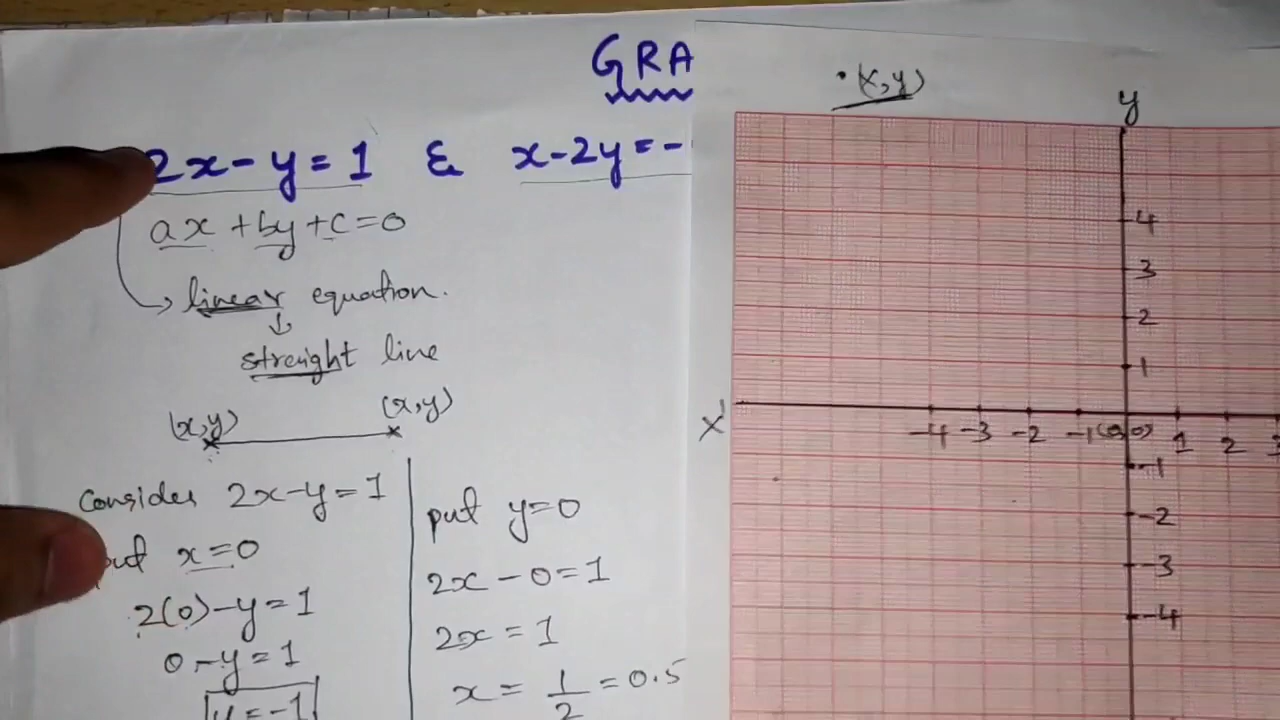 GRA
2x - y = 1 & x - 2y = -
ax + by + c = 0
linear equation.
streight line
(x,y) (x,y)
Consider 2x - y = 1
put x = 0
2(0) - y = 1
0 - y = 1
y = -1
put y = 0
2x - 0 = 1
2x = 1
x = 1/2 = 0.5
(x,y)
y
4
3
2
1
X' -4 -3 -2 -1 (0,0) 1 2
-1
-2
-3
-4